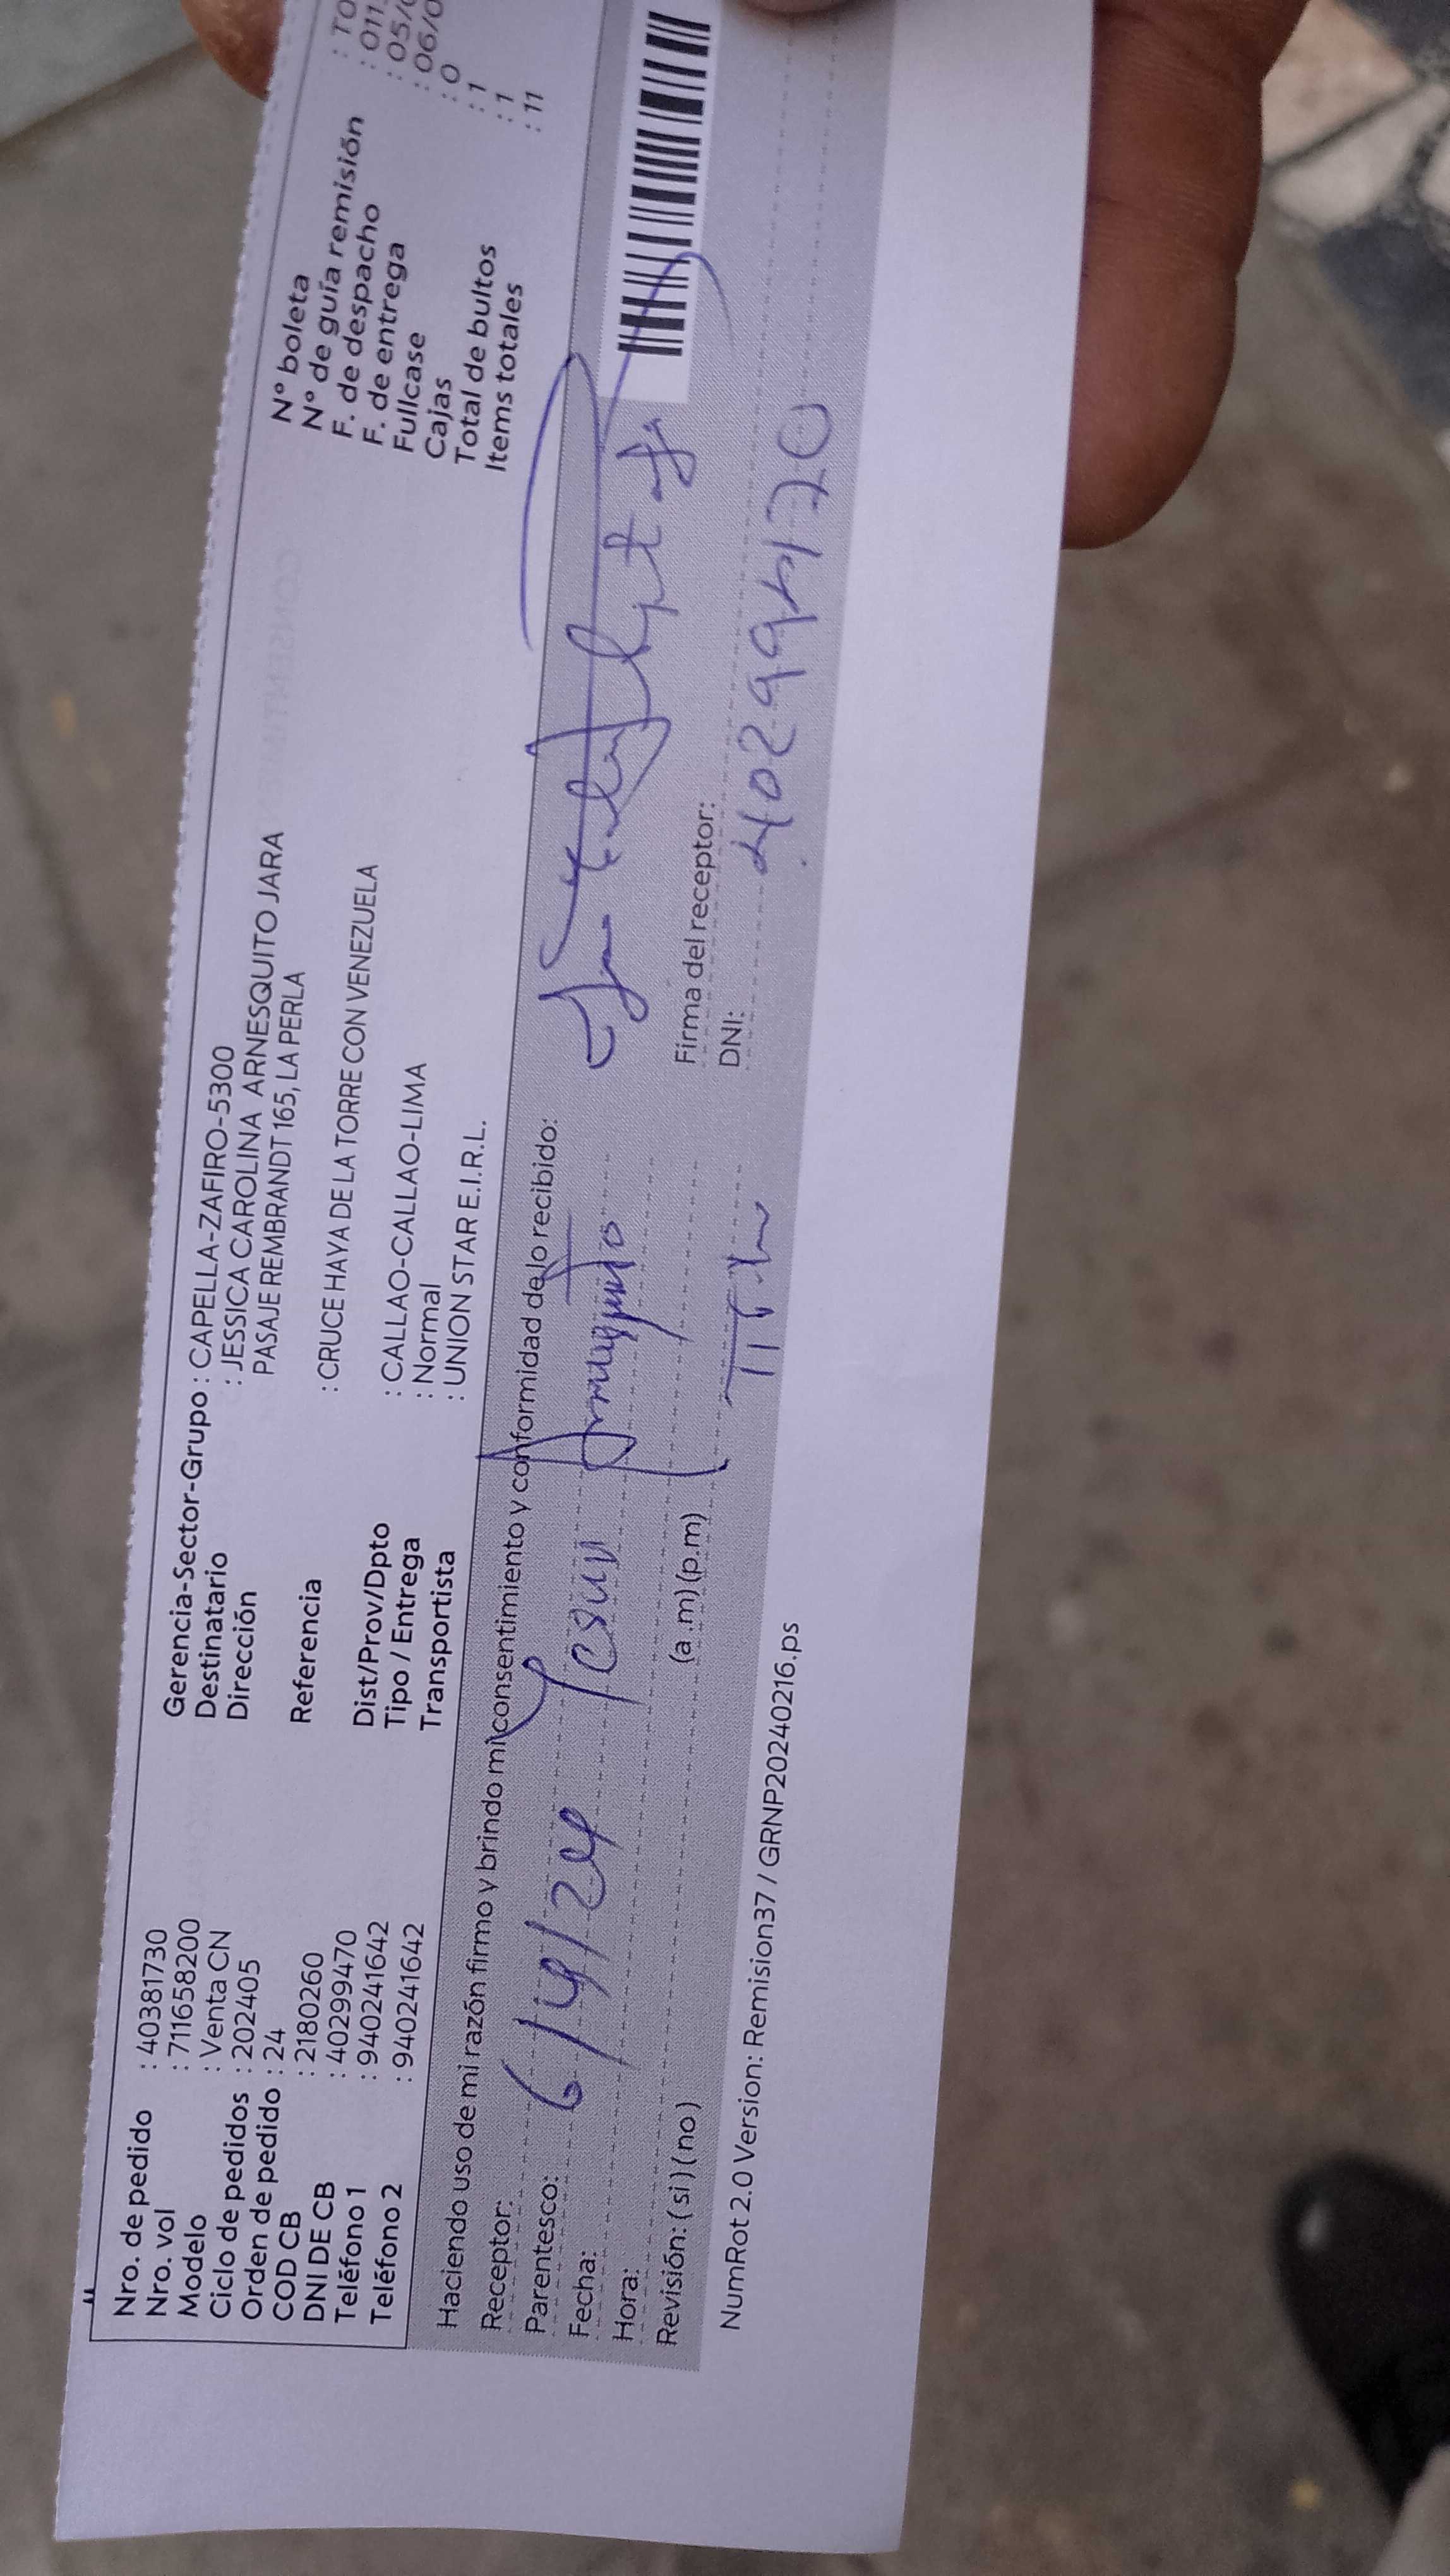 Nro. de pedido : 40381730
Nro. vol : 711658200
Modelo : Venta CN
Ciclo de pedidos : 202405
Orden de pedido : 24
COD CB : 2180260
DNI DE CB : 40299470
Teléfono 1 : 940241642
Teléfono 2 : 940241642
Gerencia-Sector-Grupo : CAPELLA-ZAFIRO-5300
Destinatario : JESSICA CAROLINA ARNESQUITO JARA
Dirección PASAJE REMBRANDT 165, LA PERLA
Referencia : CRUCE HAYA DE LA TORRE CON VENEZUELA
Dist/Prov/Dpto : CALLAO-CALLAO-LIMA
Tipo / Entrega : Normal
Transportista : UNION STAR E.I.R.L.
N° boleta : TO
N° de guía remisión : 011
F. de despacho : 05/
F. de entrega : 06/0
Fullcase : 0
Cajas : 1
Total de bultos : 1
Items totales : 11
Haciendo uso de mi razón firmo y brindo mi consentimiento y conformidad de lo recibido:
Receptor:
Parentesco:
Fecha: 6/4/24
Hora: (a.m) (p.m)
Revisión: ( si ) ( no )
Firma del receptor:
DNI: 40299470
NumRot 2.0 Version: Remision37 / GRNP20240216.ps